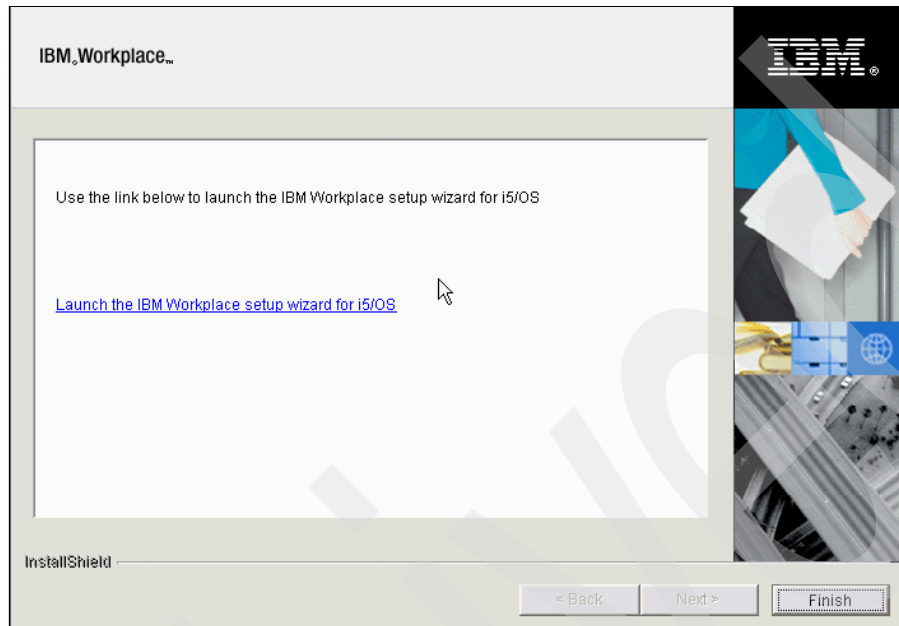 IBM Workplace™
IBM®
Use the link below to launch the IBM Workplace setup wizard for i5/OS
Launch the IBM Workplace setup wizard for i5/OS
InstallShield
< Back
Next >
Finish